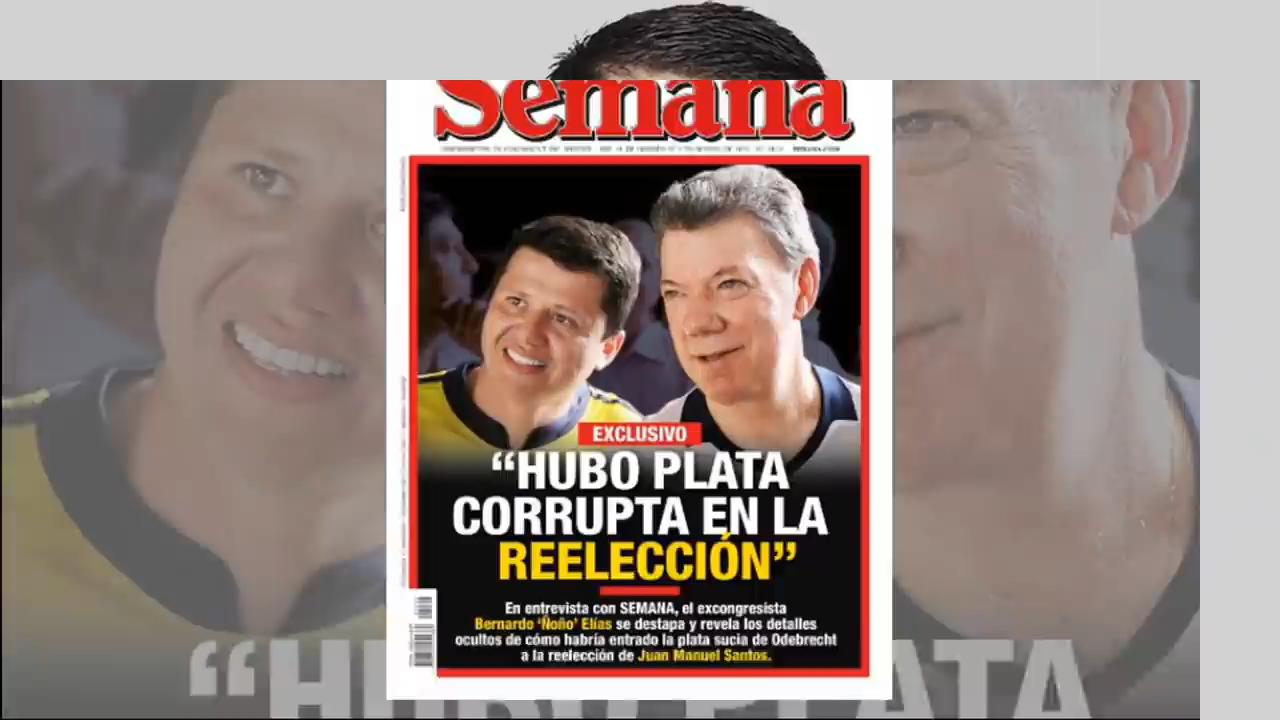 Semana
EXCLUSIVO
“HUBO PLATA
CORRUPTA EN LA
REELECCIÓN”
En entrevista con SEMANA, el excongresista
Bernardo ‘Ñoño’ Elías se destapa y revela los detalles
ocultos de cómo habría entrado la plata sucia de Odebrecht
a la reelección de Juan Manuel Santos.
“HUBO PLATA